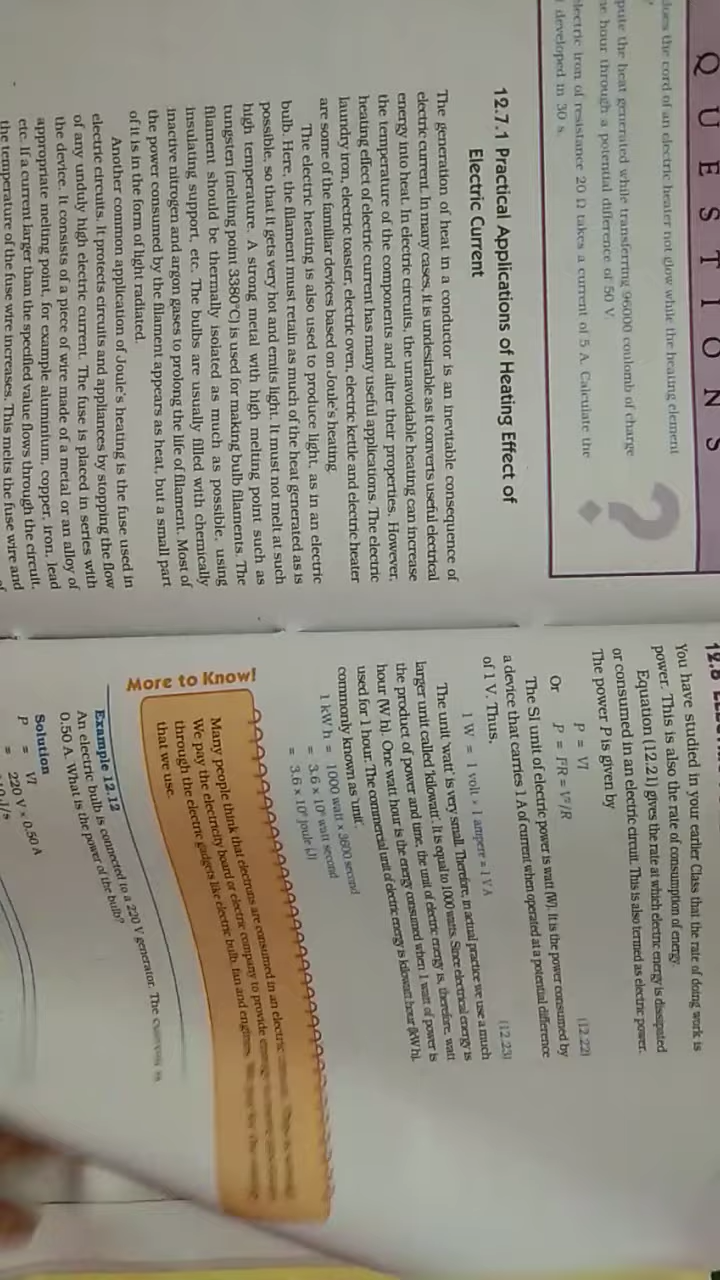 Q U E S T I O N S
does the cord of an electric heater not glow while the heating element
pute the heat generated while transferring 96000 coulomb of charge
hour through a potential difference of 50 V.
electric iron of resistance 20 Ω takes a current of 5 A. Calculate the
developed in 30 s.
?
12.7.1 Practical Applications of Heating Effect of
Electric Current
The generation of heat in a conductor is an inevitable consequence of
electric current. In many cases, it is undesirable as it converts useful electrical
energy into heat. In electric circuits, the unavoidable heating can increase
the temperature of the components and alter their properties. However,
heating effect of electric current has many useful applications. The electric
laundry iron, electric toaster, electric oven, electric kettle and electric heater
are some of the familiar devices based on Joule's heating.
The electric heating is also used to produce light, as in an electric
bulb. Here, the filament must retain as much of the heat generated as is
possible, so that it gets very hot and emits light. It must not melt at such
high temperature. A strong metal with high melting point such as
tungsten (melting point 3380°C) is used for making bulb filaments. The
filament should be thermally isolated as much as possible, using
insulating support, etc. The bulbs are usually filled with chemically
inactive nitrogen and argon gases to prolong the life of filament. Most of
the power consumed by the filament appears as heat, but a small part
of it is in the form of light radiated.
Another common application of Joule's heating is the fuse used in
electric circuits. It protects circuits and appliances by stopping the flow
of any unduly high electric current. The fuse is placed in series with
the device. It consists of a piece of wire made of a metal or an alloy of
appropriate melting point, for example aluminium, copper, iron, lead
etc. If a current larger than the specified value flows through the circuit,
the temperature of the fuse wire increases. This melts the fuse wire and
12.8
You have studied in your earlier Class that the rate of doing work is
power. This is also the rate of consumption of energy.
Equation (12.21) gives the rate at which electric energy is dissipated
or consumed in an electric circuit. This is also termed as electric power.
The power P is given by
P = VI
Or P = I²R = V²/R (12.22)
The SI unit of electric power is watt (W). It is the power consumed by
a device that carries 1 A of current when operated at a potential difference
of 1 V. Thus,
1 W = 1 volt × 1 ampere = 1 V A (12.23)
The unit 'watt' is very small. Therefore, in actual practice we use a much
larger unit called 'kilowatt'. It is equal to 1000 watts. Since electrical energy is
the product of power and time, the unit of electric energy is, therefore, watt
hour (W h). One watt hour is the energy consumed when 1 watt of power is
used for 1 hour. The commercial unit of electric energy is kilowatt hour (kW h),
commonly known as 'unit'.
1 kW h = 1000 watt × 3600 second
= 3.6 × 10⁶ watt second
= 3.6 × 10⁶ joule (J)
More to Know!
Many people think that electrons are consumed in an electric
We pay the electricity board or electric company to provide
through the electric gadgets like electric bulb, fan and engines.
that we use.
Example 12.12
An electric bulb is connected to a 220 V generator. The
0.50 A. What is the power of the bulb?
Solution
P = VI
= 220 V × 0.50 A